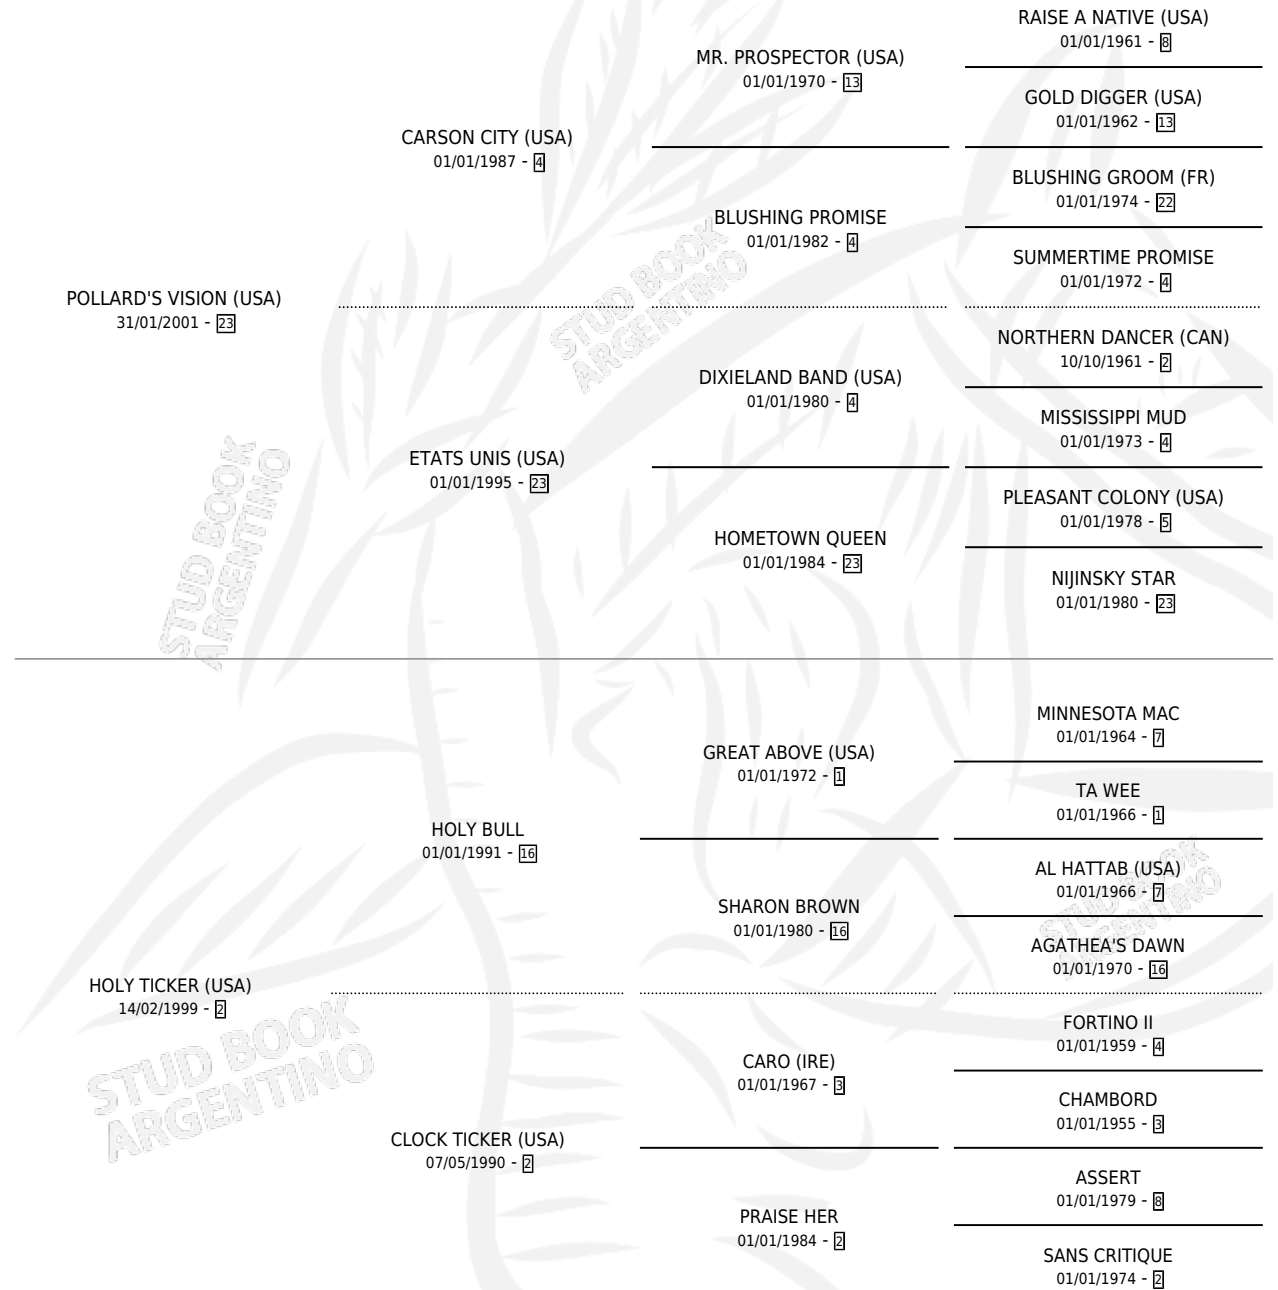 RAISE A NATIVE (USA)
01/01/1961 - 8
MR. PROSPECTOR (USA)
01/01/1970 - 13
GOLD DIGGER (USA)
01/01/1962 - 13
CARSON CITY (USA)
01/01/1987 - 4
BLUSHING GROOM (FR)
01/01/1974 - 22
BLUSHING PROMISE
01/01/1982 - 4
SUMMERTIME PROMISE
01/01/1972 - 4
POLLARD'S VISION (USA)
31/01/2001 - 23
NORTHERN DANCER (CAN)
10/10/1961 - 2
DIXIELAND BAND (USA)
01/01/1980 - 4
MISSISSIPPI MUD
01/01/1973 - 4
ETATS UNIS (USA)
01/01/1995 - 23
PLEASANT COLONY (USA)
01/01/1978 - 5
HOMETOWN QUEEN
01/01/1984 - 23
NIJINSKY STAR
01/01/1980 - 23
MINNESOTA MAC
01/01/1964 - 7
GREAT ABOVE (USA)
01/01/1972 - 1
TA WEE
01/01/1966 - 1
HOLY BULL
01/01/1991 - 16
AL HATTAB (USA)
01/01/1966 - 7
SHARON BROWN
01/01/1980 - 16
AGATHEA'S DAWN
01/01/1970 - 16
HOLY TICKER (USA)
14/02/1999 - 2
FORTINO II
01/01/1959 - 4
CARO (IRE)
01/01/1967 - 3
CHAMBORD
01/01/1955 - 3
CLOCK TICKER (USA)
07/05/1990 - 2
ASSERT
01/01/1979 - 8
PRAISE HER
01/01/1984 - 2
SANS CRITIQUE
01/01/1974 - 2
STUD BOOK
ARGENTINO
STUD BOOK
ARGENTINO
STUD BOOK
ARGENTINO
STUD BOOK
ARGENTINO